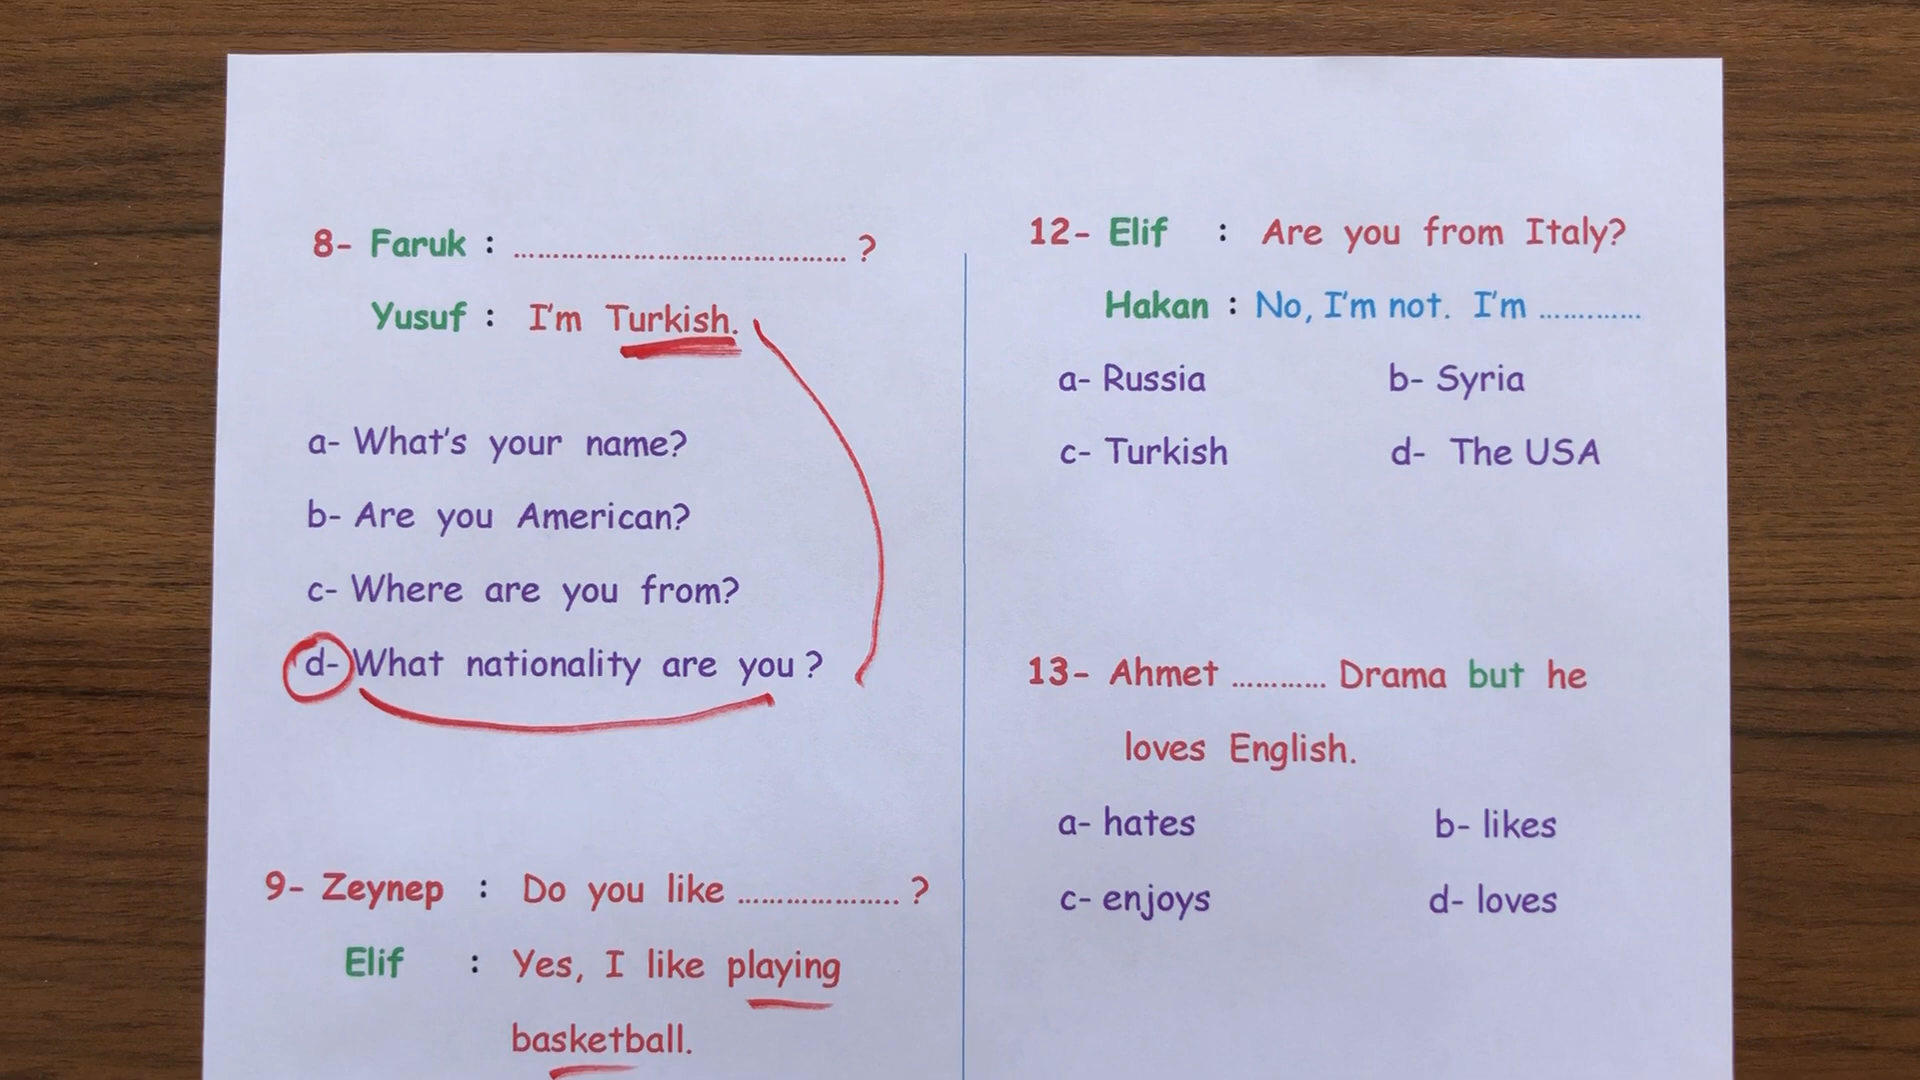 8- Faruk : ........................................ ?
Yusuf : I'm Turkish.
a- What's your name?
b- Are you American?
c- Where are you from?
d- What nationality are you ?
9- Zeynep : Do you like .................... ?
Elif : Yes, I like playing
basketball.
12- Elif : Are you from Italy?
Hakan : No, I'm not. I'm .............
a- Russia b- Syria
c- Turkish d- The USA
13- Ahmet ............ Drama but he
loves English.
a- hates b- likes
c- enjoys d- loves